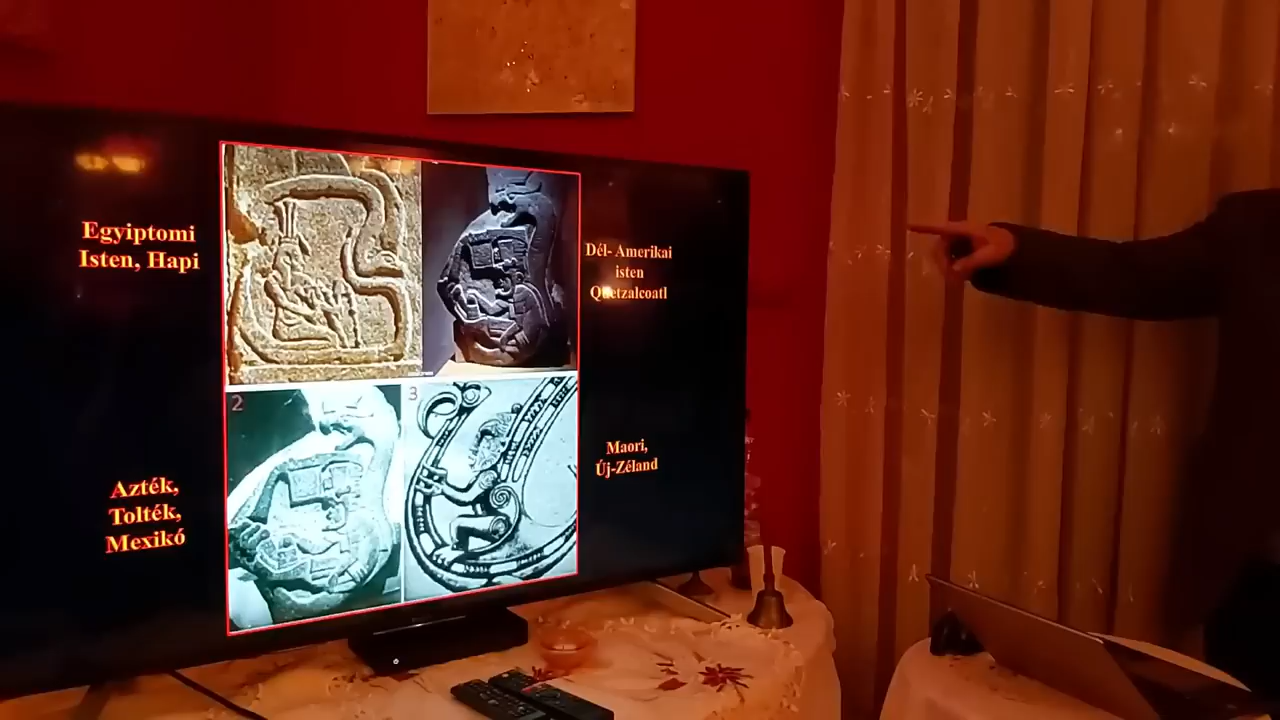 Egyiptomi
Isten, Hapi
Dél- Amerikai
isten
Quetzalcoatl
2
3
Azték,
Tolték,
Mexikó
Maori,
Új-Zéland